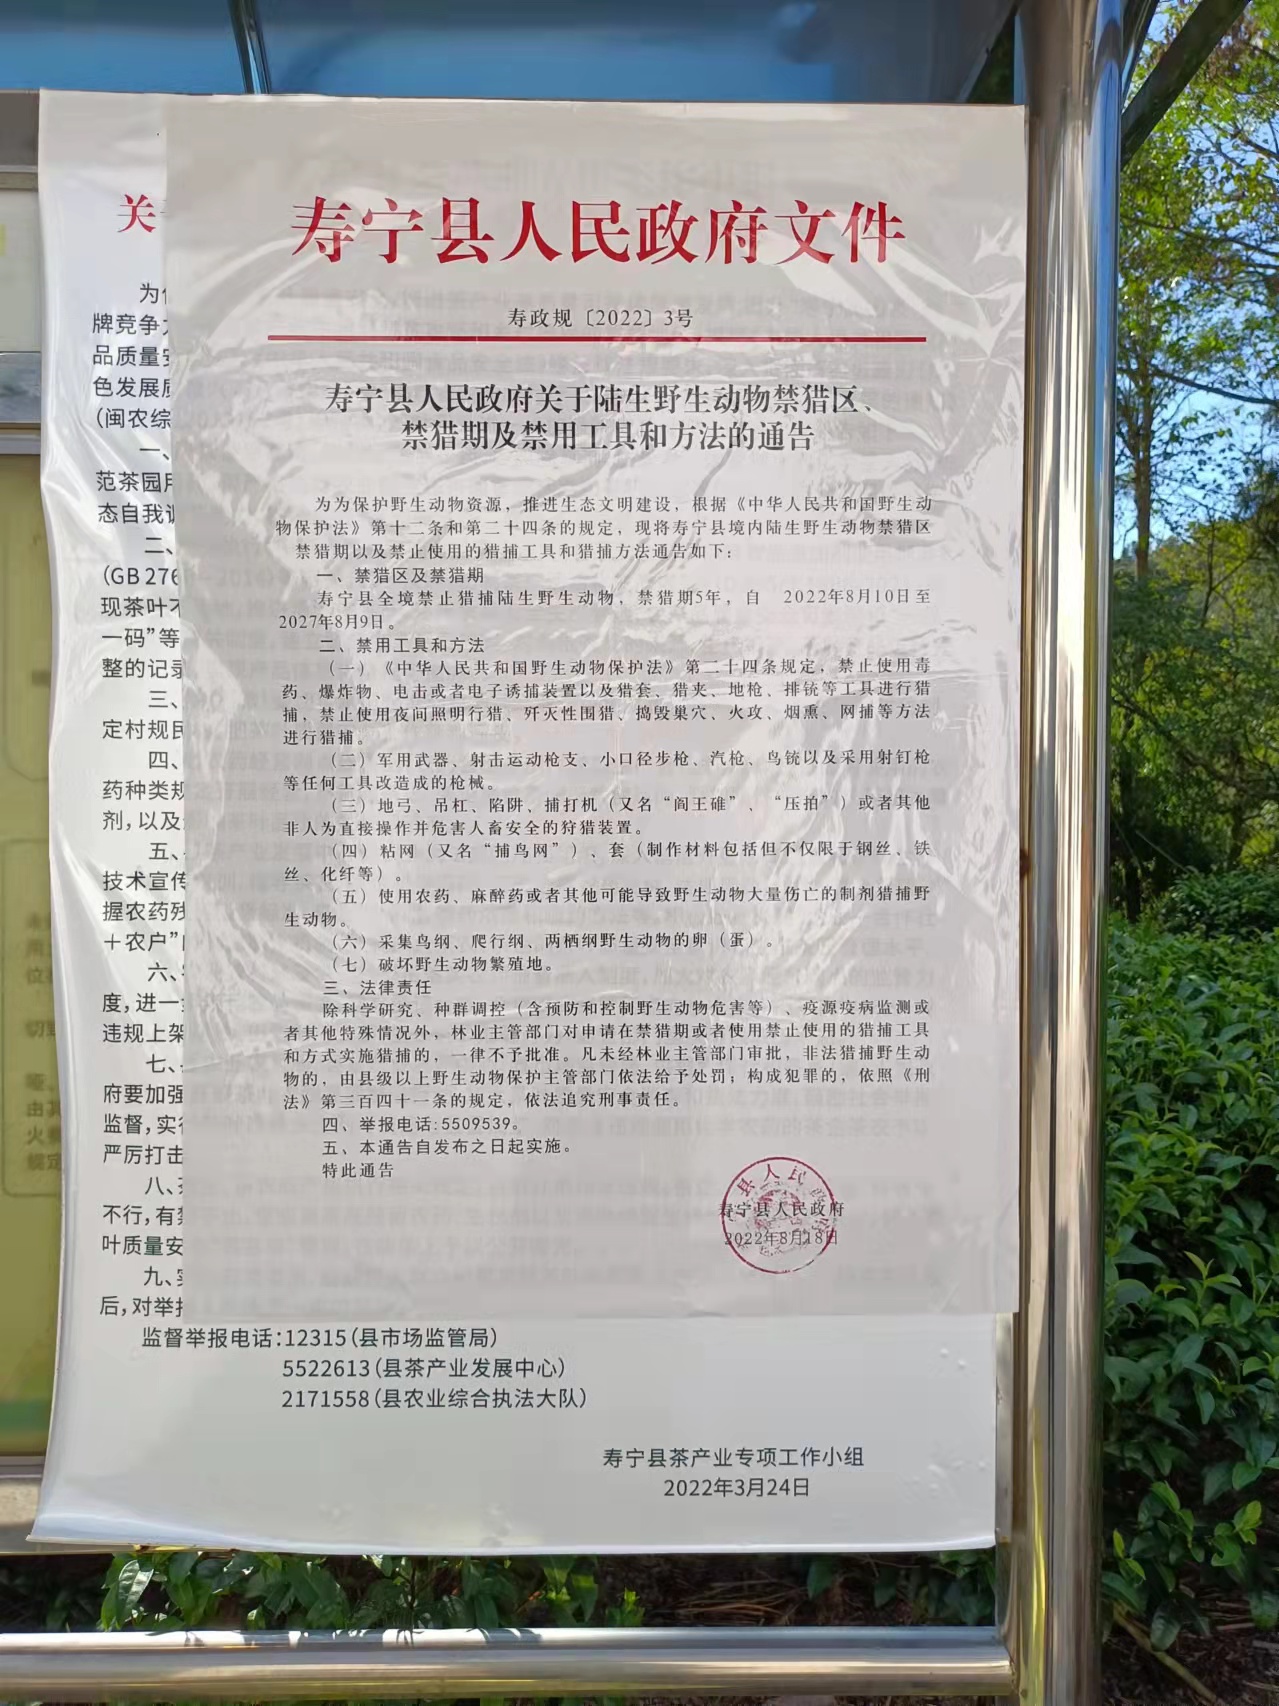 寿宁县人民政府文件
寿政规〔2022〕3号
寿宁县人民政府关于陆生野生动物禁猎区、
禁猎期及禁用工具和方法的通告
为为保护野生动物资源，推进生态文明建设，根据《中华人民共和国野生动
物保护法》第十二条和第二十四条的规定，现将寿宁县境内陆生野生动物禁猎区
禁猎期以及禁止使用的猎捕工具和猎捕方法通告如下：
一、禁猎区及禁猎期
寿宁县全境禁止猎捕陆生野生动物，禁猎期5年，自 2022年8月10日至
2027年8月9日。
二、禁用工具和方法
（一）《中华人民共和国野生动物保护法》第二十四条规定，禁止使用毒
药、爆炸物、电击或者电子诱捕装置以及猎套、猎夹、地枪、排铳等工具进行猎
捕，禁止使用夜间照明行猎、歼灭性围猎、捣毁巢穴、火攻、烟熏、网捕等方法
进行猎捕。
（二）军用武器、射击运动枪支、小口径步枪、汽枪、鸟铳以及采用射钉枪
等任何工具改造成的枪械。
（三）地弓、吊杠、陷阱、捕打机（又名“阎王碓”、“压拍”）或者其他
非人为直接操作并危害人畜安全的狩猎装置。
（四）粘网（又名“捕鸟网”）、套（制作材料包括但不仅限于钢丝、铁
丝、化纤等）。
（五）使用农药、麻醉药或者其他可能导致野生动物大量伤亡的制剂猎捕野
生动物。
（六）采集鸟纲、爬行纲、两栖纲野生动物的卵（蛋）。
（七）破坏野生动物繁殖地。
三、法律责任
除科学研究、种群调控（含预防和控制野生动物危害等）、疫源疫病监测或
者其他特殊情况外，林业主管部门对申请在禁猎期或者使用禁止使用的猎捕工具
和方式实施猎捕的，一律不予批准。凡未经林业主管部门审批，非法猎捕野生动
物的，由县级以上野生动物保护主管部门依法给予处罚；构成犯罪的，依照《刑
法》第三百四十一条的规定，依法追究刑事责任。
四、举报电话：5509539。
五、本通告自发布之日起实施。
特此通告
寿宁县人民政府
2022年8月18日
关
为
牌竞争
品质量安
色发展
(闽农综
一、
范茶园用
态自我
二、
(GB 276
现茶叶不
一码”等
整的记录
三、
定村规民
四、
药种类规
剂，以及
五、
技术宣传
握农药残
+农户”
六、
度，进一
违规上架
七、
府要加强
监督，实行
严厉打击
八、
不行，有禁
叶质量安
九、
后，对举报
监督举报电话：12315(县市场监管局)
5522613(县茶产业发展中心)
2171558(县农业综合执法大队)
寿宁县茶产业专项工作小组
2022年3月24日